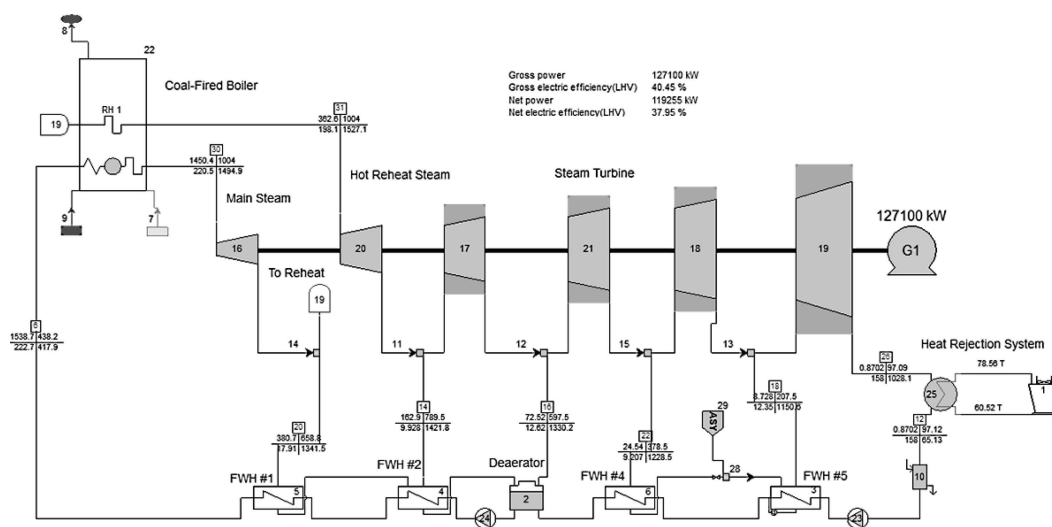 8
22
Coal-Fired Boiler
Gross power 127100 kW
Gross electric efficiency(LHV) 40.45 %
Net power 119255 kW
Net electric efficiency(LHV) 37.95 %
RH 1
19
31
362.6 1004
198.1 1527.1
30
1450.4 1004
220.5 1494.9
Hot Reheat Steam
Steam Turbine
Main Steam
9
7
127100 kW
16
20
17
21
18
19
G1
To Reheat
19
6
1538.7 438.2
222.7 417.9
14
11
12
15
13
26
0.8702 97.09
158 1028.1
Heat Rejection System
78.56 T
25
1
60.52 T
14
162.9 789.5
9.928 1421.8
16
72.52 597.5
12.62 1330.2
18
8.728 207.5
12.35 1150.6
29
ASY
12
0.8702 97.12
158 65.13
20
380.7 658.8
17.91 1341.5
22
24.54 378.5
9.207 1228.5
FWH #1
FWH #2
Deaerator
FWH #4
28
FWH #5
10
5
4
24
2
6
3
23